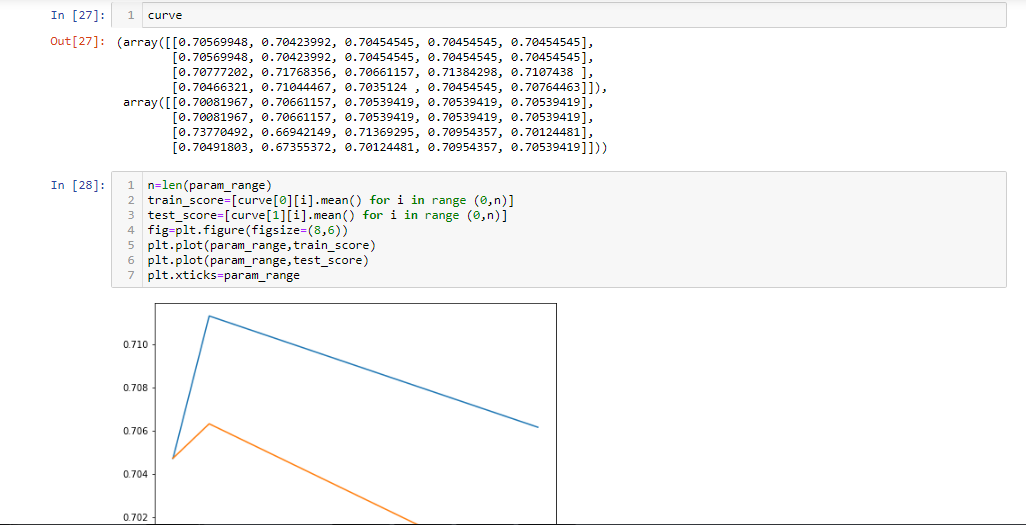 In [27]: 1 curve
Out[27]: (array([[0.70569948, 0.70423992, 0.70454545, 0.70454545, 0.70454545],
[0.70569948, 0.70423992, 0.70454545, 0.70454545, 0.70454545],
[0.70777202, 0.71768356, 0.70661157, 0.71384298, 0.7107438 ],
[0.70466321, 0.71044467, 0.7035124 , 0.70454545, 0.70764463]]),
array([[0.70081967, 0.70661157, 0.70539419, 0.70539419, 0.70539419],
[0.70081967, 0.70661157, 0.70539419, 0.70539419, 0.70539419],
[0.73770492, 0.66942149, 0.71369295, 0.70954357, 0.70124481],
[0.70491803, 0.67355372, 0.70124481, 0.70954357, 0.70539419]]))
In [28]: 1 n=len(param_range)
2 train_score=[curve[0][i].mean() for i in range (0,n)]
3 test_score=[curve[1][i].mean() for i in range (0,n)]
4 fig=plt.figure(figsize=(8,6))
5 plt.plot(param_range,train_score)
6 plt.plot(param_range,test_score)
7 plt.xticks=param_range
0.710
0.708
0.706
0.704
0.702